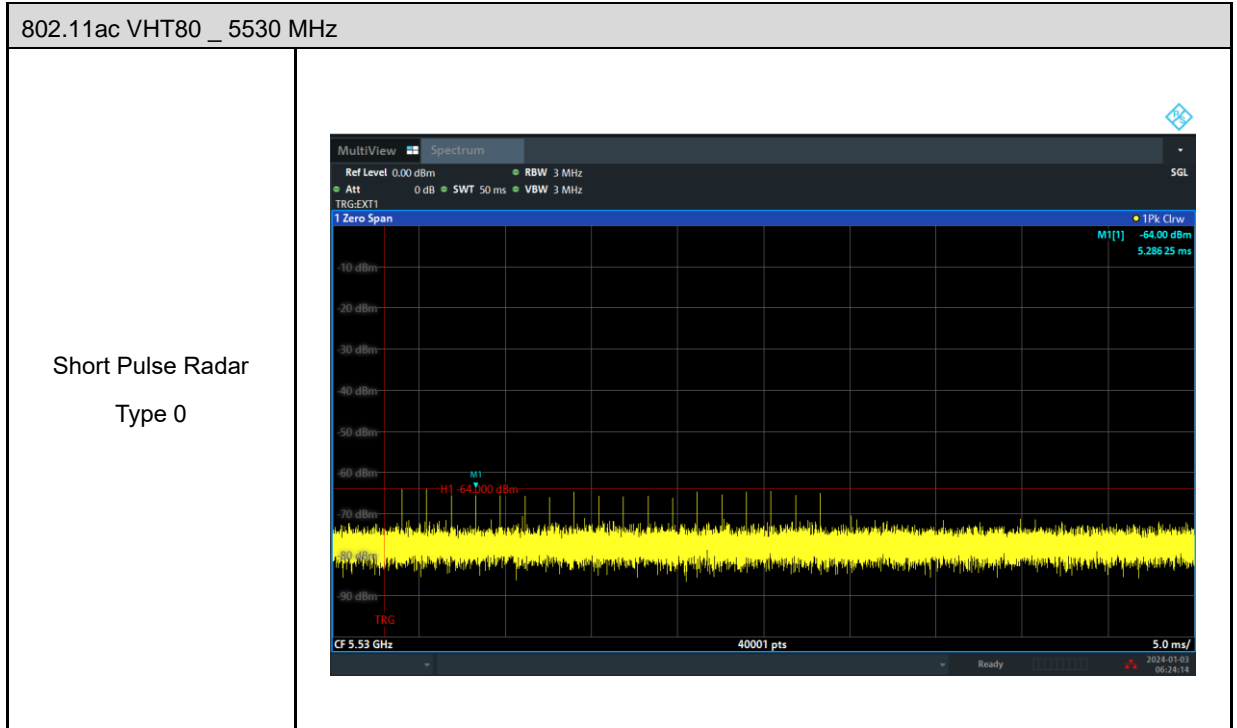 802.11ac VHT80 _ 5530 MHz
Short Pulse Radar
Type 0
R S
MultiView Spectrum
Ref Level 0.00 dBm RBW 3 MHz SGL
Att 0 dB SWT 50 ms VBW 3 MHz
TRG:EXT1
1 Zero Span 1Pk Clrw
M1[1] -64.00 dBm
5.286 25 ms
-10 dBm
-20 dBm
-30 dBm
-40 dBm
-50 dBm
-60 dBm
M1
H1 -64.000 dBm
-70 dBm
-80 dBm
-90 dBm
TRG
CF 5.53 GHz 40001 pts 5.0 ms/
Ready 2024-01-03
06:24:14